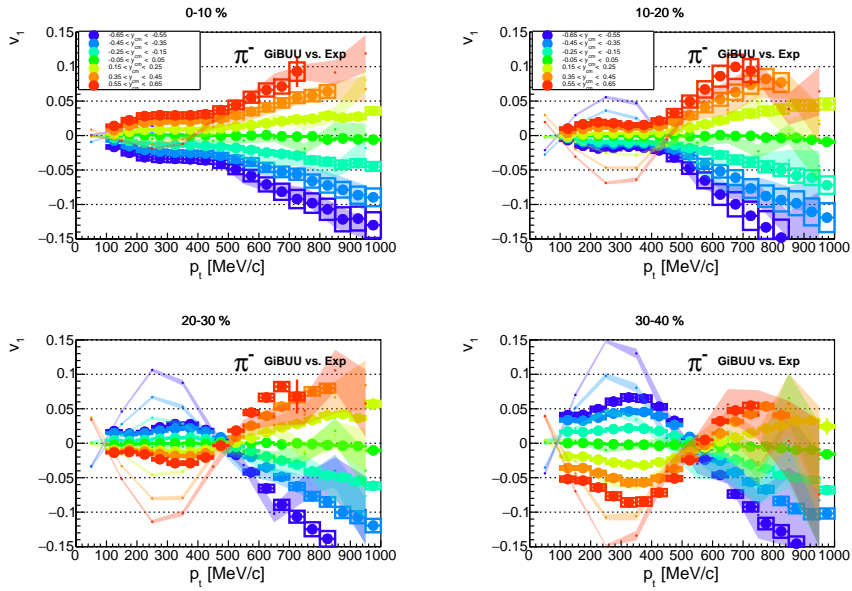 0-10 %
v1
0.15
0.1
0.05
0
−0.05
−0.1
−0.15
-0.65 < ycm < -0.55
-0.45 < ycm < -0.35
-0.25 < ycm < -0.15
-0.05 < ycm < 0.05
0.15 < ycm < 0.25
0.35 < ycm < 0.45
0.55 < ycm < 0.65
π- GiBUU vs. Exp
0 100 200 300 400 500 600 700 800 900 1000
pt [MeV/c]
10-20 %
v1
0.15
0.1
0.05
0
−0.05
−0.1
−0.15
-0.65 < ycm < -0.55
-0.45 < ycm < -0.35
-0.25 < ycm < -0.15
-0.05 < ycm < 0.05
0.15 < ycm < 0.25
0.35 < ycm < 0.45
0.55 < ycm < 0.65
π- GiBUU vs. Exp
0 100 200 300 400 500 600 700 800 900 1000
pt [MeV/c]
20-30 %
v1
0.15
0.1
0.05
0
−0.05
−0.1
−0.15
π- GiBUU vs. Exp
0 100 200 300 400 500 600 700 800 900 1000
pt [MeV/c]
30-40 %
v1
0.15
0.1
0.05
0
−0.05
−0.1
−0.15
π- GiBUU vs. Exp
0 100 200 300 400 500 600 700 800 900 1000
pt [MeV/c]